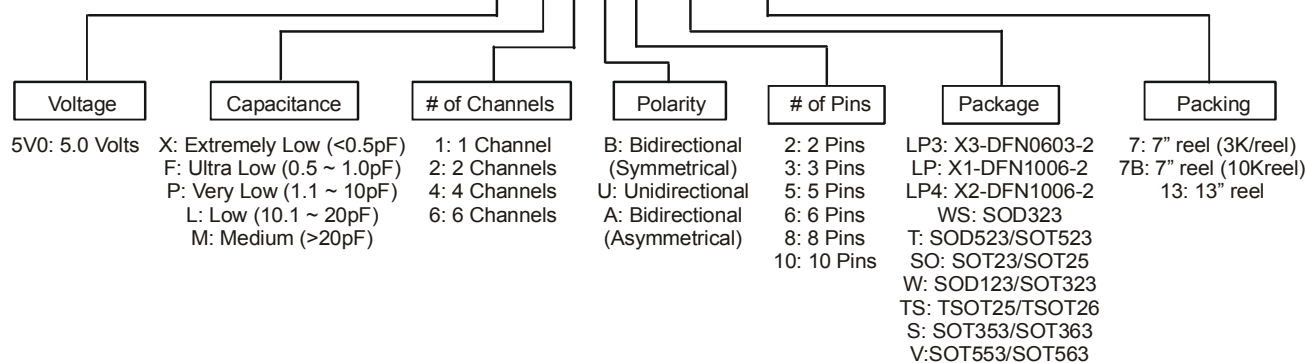 Voltage
5V0: 5.0 Volts
Capacitance
X: Extremely Low (<0.5pF)
F: Ultra Low (0.5 ~ 1.0pF)
P: Very Low (1.1 ~ 10pF)
L: Low (10.1 ~ 20pF)
M: Medium (>20pF)
# of Channels
1: 1 Channel
2: 2 Channels
4: 4 Channels
6: 6 Channels
Polarity
B: Bidirectional
(Symmetrical)
U: Unidirectional
A: Bidirectional
(Asymmetrical)
# of Pins
2: 2 Pins
3: 3 Pins
5: 5 Pins
6: 6 Pins
8: 8 Pins
10: 10 Pins
Package
LP3: X3-DFN0603-2
LP: X1-DFN1006-2
LP4: X2-DFN1006-2
WS: SOD323
T: SOD523/SOT523
SO: SOT23/SOT25
W: SOD123/SOT323
TS: TSOT25/TSOT26
S: SOT353/SOT363
V:SOT553/SOT563
Packing
7: 7” reel (3K/reel)
7B: 7” reel (10Kreel)
13: 13” reel